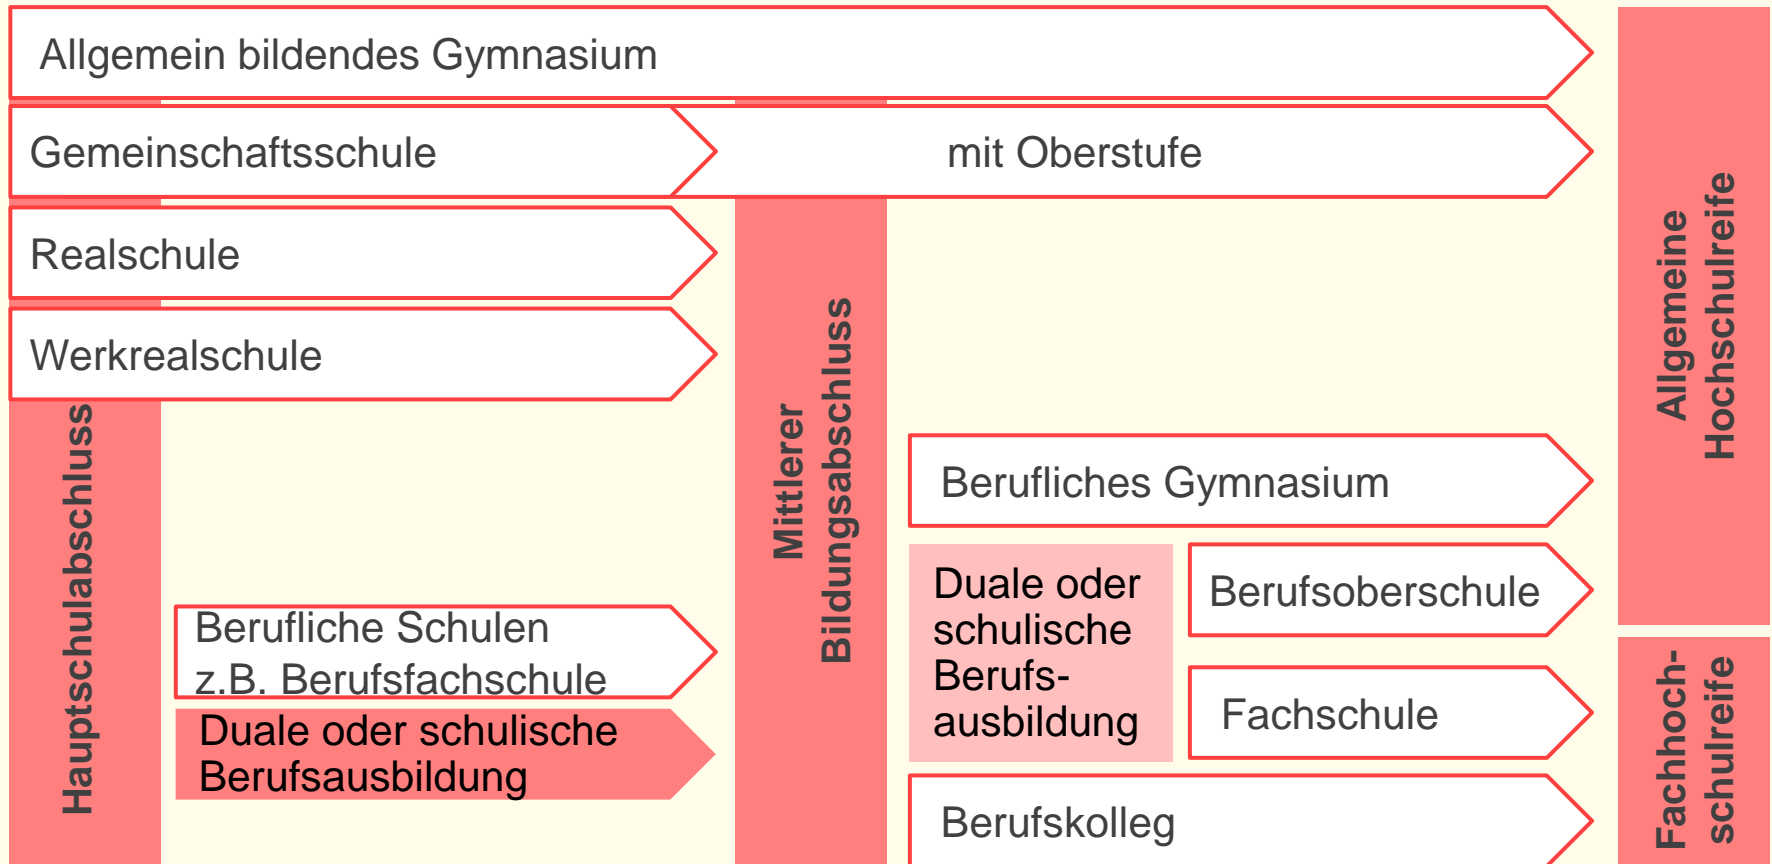 Allgemein bildendes Gymnasium
Gemeinschaftsschule
mit Oberstufe
Realschule
Werkrealschule
Hauptschulabschluss
Berufliche Schulen
z.B. Berufsfachschule
Duale oder schulische
Berufsausbildung
Mittlerer
Bildungsabschluss
Berufliches Gymnasium
Duale oder
schulische
Berufs-
ausbildung
Berufsoberschule
Fachschule
Berufskolleg
Allgemeine
Hochschulreife
Fachhoch-
schulreife